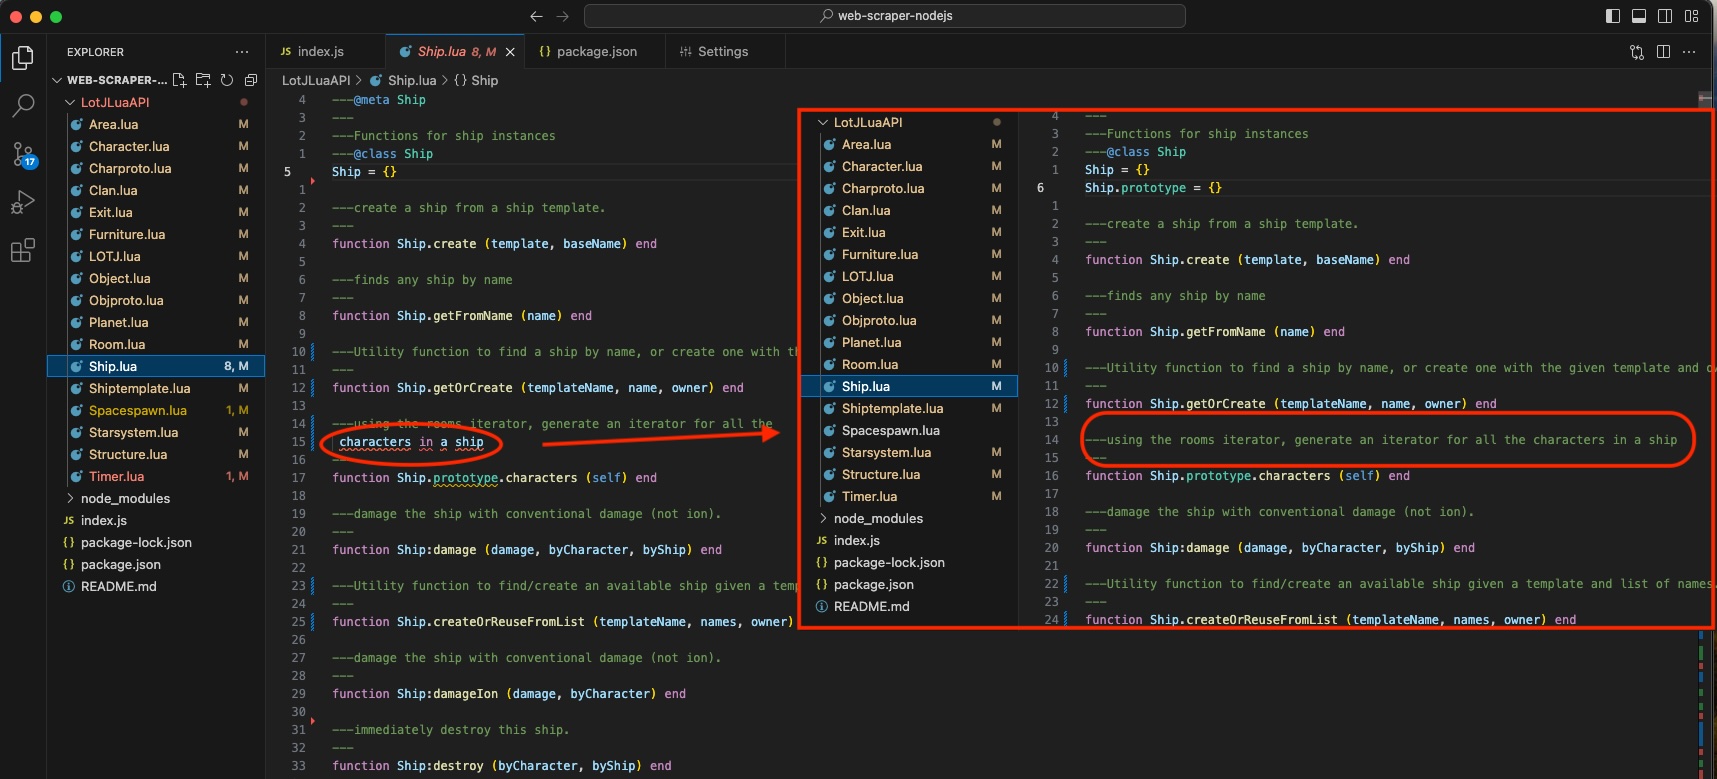 web-scraper-nodejs
EXPLORER ···
JS index.js
Ship.lua 8, M
{} package.json
Settings
···
WEB-SCRAPER-...
LotJLuaAPI > Ship.lua > {} Ship
LotJLuaAPI
Area.lua M
Character.lua M
Charproto.lua M
17
Clan.lua M
Exit.lua M
Furniture.lua M
LOTJ.lua M
Object.lua M
Objproto.lua M
Planet.lua M
Room.lua M
Ship.lua 8, M
Shiptemplate.lua M
Spacespawn.lua 1, M
Starsystem.lua M
Structure.lua M
Timer.lua 1, M
node_modules
JS index.js
{} package-lock.json
{} package.json
README.md
4 ---@meta Ship
3 ---
2 ---Functions for ship instances
1 ---@class Ship
5 Ship = {}
1
2 ---create a ship from a ship template.
3 ---
4 function Ship.create (template, baseName) end
5
6 ---finds any ship by name
7 ---
8 function Ship.getFromName (name) end
9
10 ---Utility function to find a ship by name, or create one with th
11 ---
12 function Ship.getOrCreate (templateName, name, owner) end
13
14 ---using the rooms iterator, generate an iterator for all the
15 characters in a ship
16 ---
17 function Ship.prototype.characters (self) end
18
19 ---damage the ship with conventional damage (not ion).
20 ---
21 function Ship:damage (damage, byCharacter, byShip) end
22
23 ---Utility function to find/create an available ship given a temp
24 ---
25 function Ship.createOrReuseFromList (templateName, names, owner)
26
27 ---damage the ship with conventional damage (not ion).
28 ---
29 function Ship:damageIon (damage, byCharacter) end
30
31 ---immediately destroy this ship.
32 ---
33 function Ship:destroy (byCharacter, byShip) end
LotJLuaAPI
Area.lua M
Character.lua M
Charproto.lua M
Clan.lua M
Exit.lua M
Furniture.lua M
LOTJ.lua M
Object.lua M
Objproto.lua M
Planet.lua M
Room.lua M
Ship.lua M
Shiptemplate.lua M
Spacespawn.lua
Starsystem.lua M
Structure.lua M
Timer.lua M
node_modules
JS index.js
{} package-lock.json
{} package.json
README.md
4 ---
3 ---Functions for ship instances
2 ---@class Ship
1 Ship = {}
6 Ship.prototype = {}
1
2 ---create a ship from a ship template.
3 ---
4 function Ship.create (template, baseName) end
5
6 ---finds any ship by name
7 ---
8 function Ship.getFromName (name) end
9
10 ---Utility function to find a ship by name, or create one with the given template and ow
11 ---
12 function Ship.getOrCreate (templateName, name, owner) end
13
14 ---using the rooms iterator, generate an iterator for all the characters in a ship
15 ---
16 function Ship.prototype.characters (self) end
17
18 ---damage the ship with conventional damage (not ion).
19 ---
20 function Ship:damage (damage, byCharacter, byShip) end
21
22 ---Utility function to find/create an available ship given a template and list of names.
23 ---
24 function Ship.createOrReuseFromList (templateName, names, owner) end